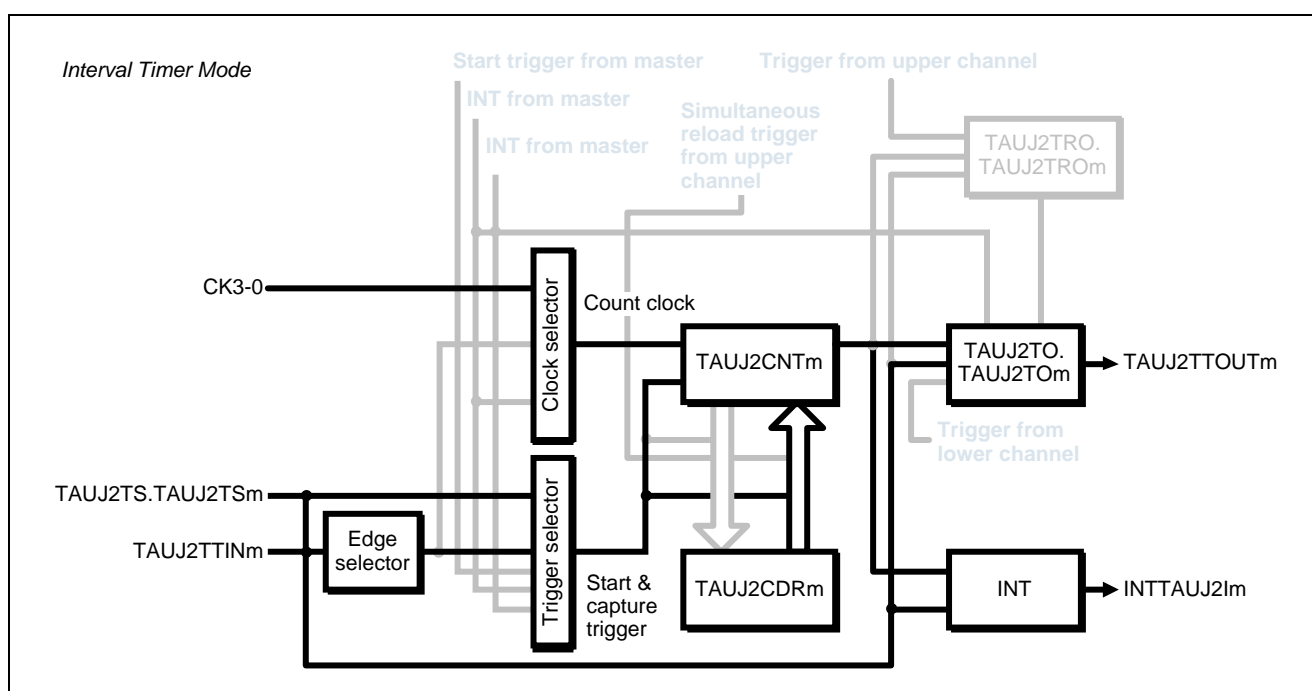 Interval Timer Mode
Start trigger from master
INT from master
INT from master
Simultaneous
reload trigger
from upper
channel
Trigger from upper channel
TAUJ2TRO.
TAUJ2TROm
CK3-0
Clock selector
Count clock
TAUJ2CNTm
TAUJ2TO.
TAUJ2TOm
TAUJ2TTOUTm
Trigger from
lower channel
TAUJ2TS.TAUJ2TSm
TAUJ2TTINm
Edge
selector
Trigger selector
Start &
capture
trigger
TAUJ2CDRm
INT
INTTAUJ2Im